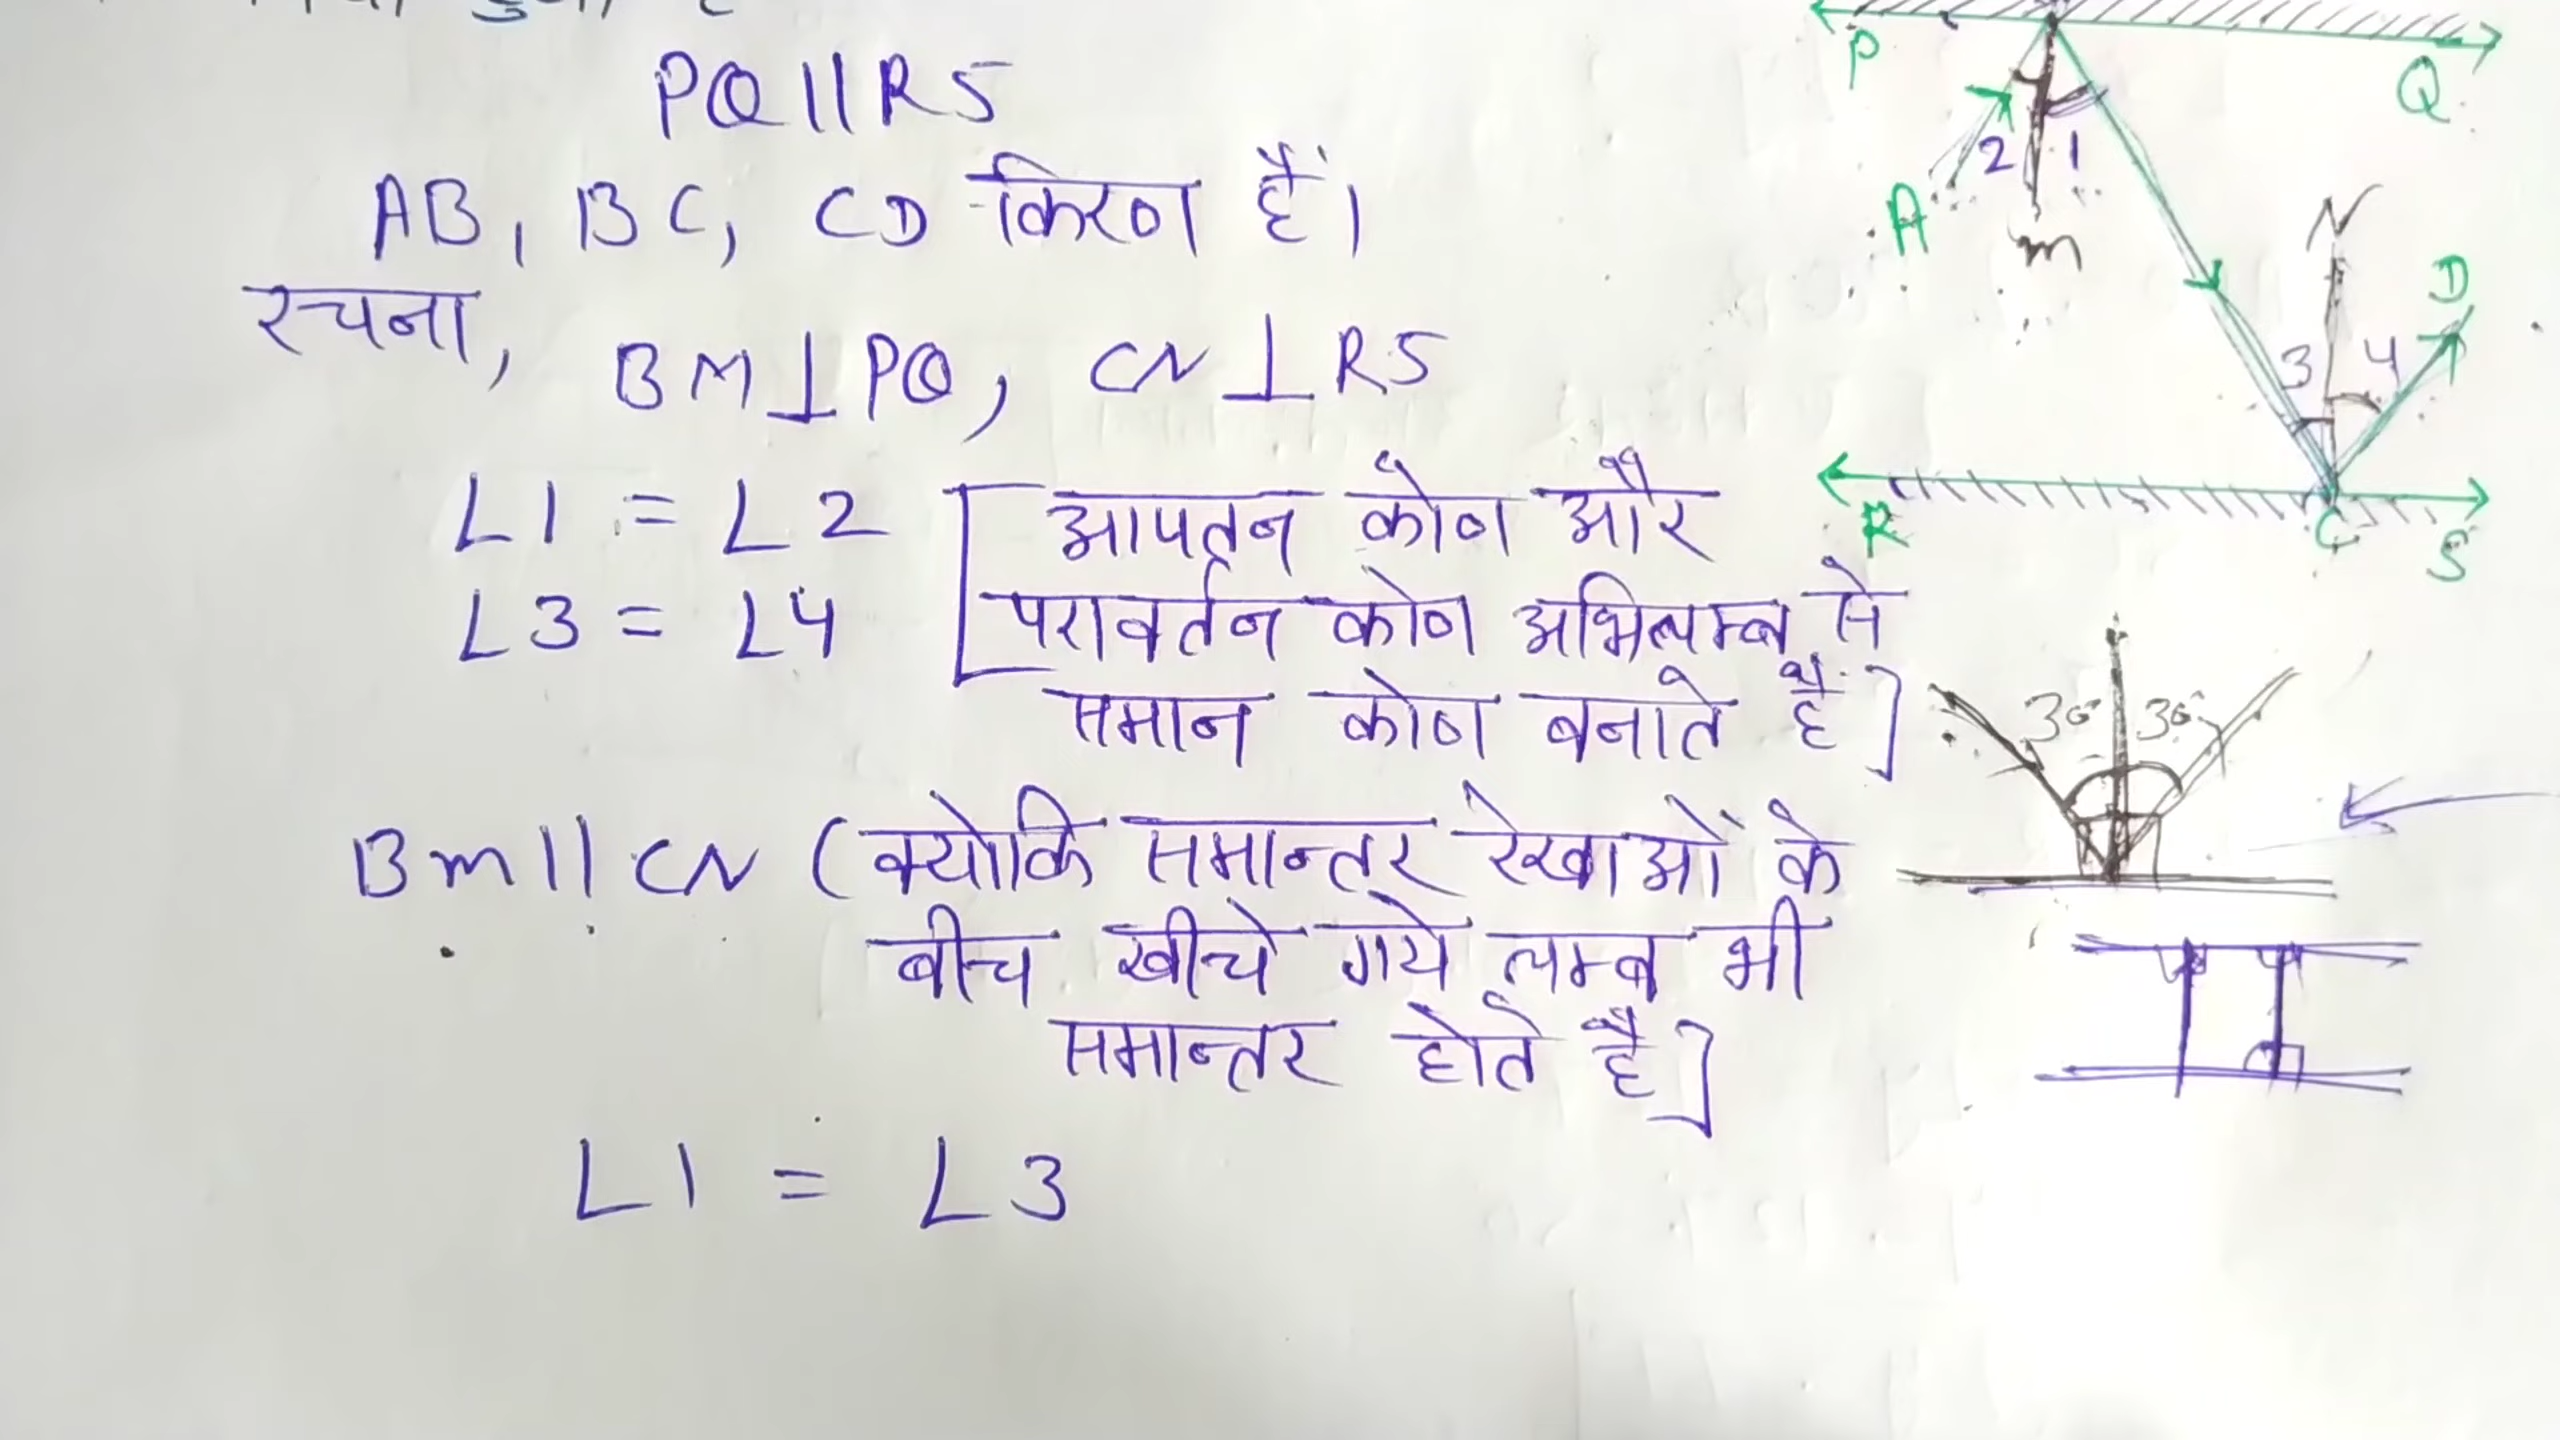 PQ || RS
AB, BC, CD किरण हैं।
रचना,
BM ⊥ PQ, CN ⊥ RS
∠1 = ∠2 [आपतन कोण और
∠3 = ∠4 परावर्तन कोण अभिलम्ब से
समान कोण बनाते है]
Bm || CN (क्योकि समान्तर रेखाओं के
बीच खीचे गये लम्ब भी
समान्तर होते है]
∠1 = ∠3
P
Q
2 1
A
m
N
D
3 4
R
C
S
30° 30°